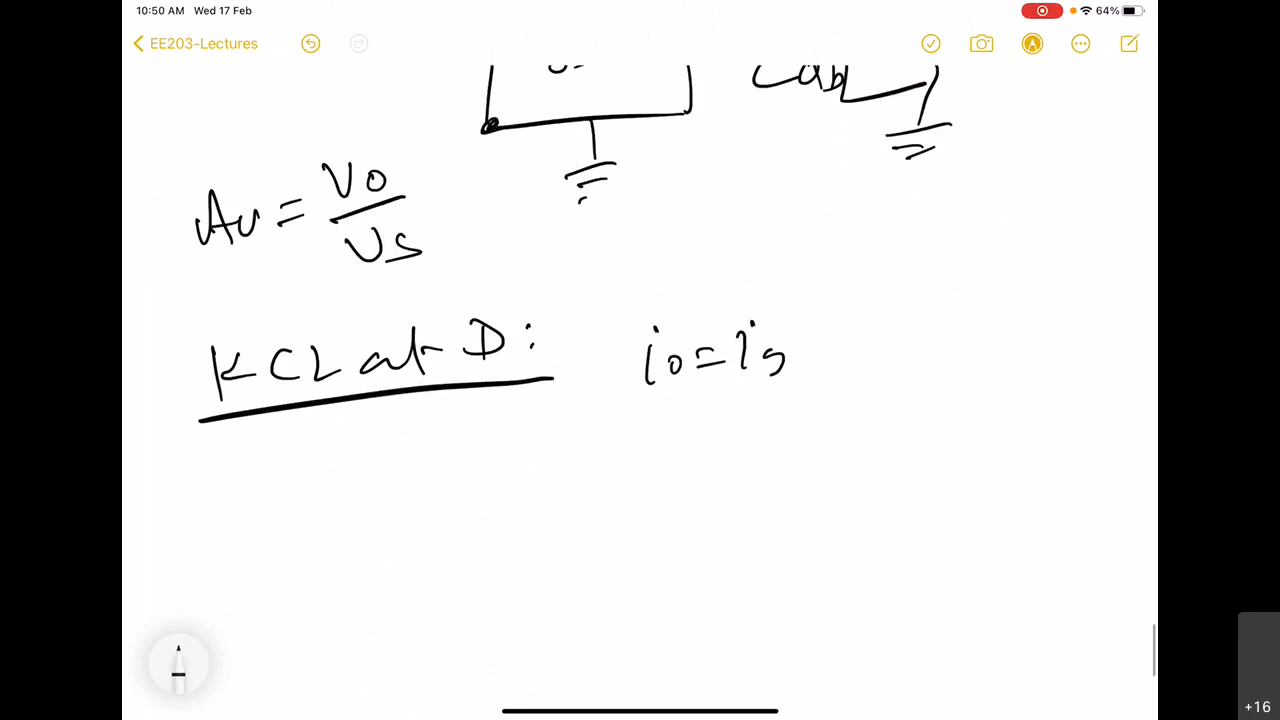 10:50 AM Wed 17 Feb
64%
EE203-Lectures
Av = Vo
Vs
KCL at D: io = is
+16